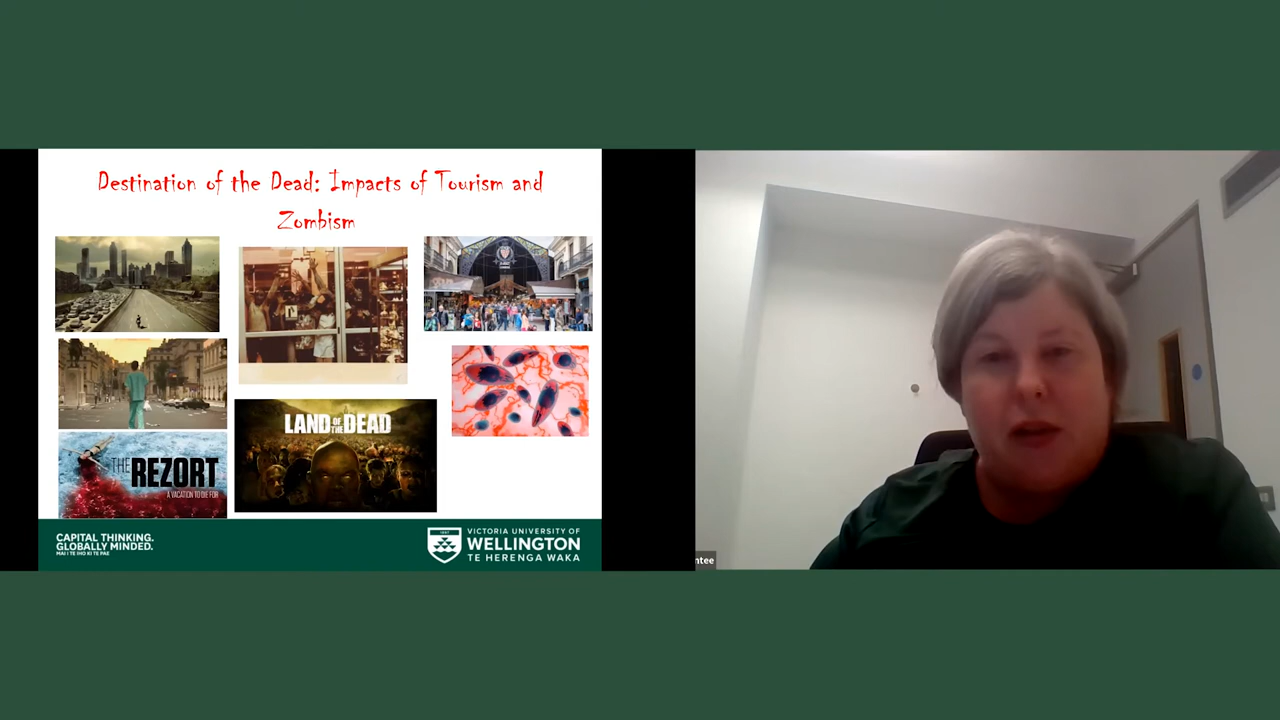 Destination of the Dead: Impacts of Tourism and
Zombism
LAND OF THE DEAD
THE REZORT
A VACATION TO DIE FOR
CAPITAL THINKING.
GLOBALLY MINDED.
MAI I TE IHO KI TE PAE
VICTORIA UNIVERSITY OF
WELLINGTON
TE HERENGA WAKA
ntee